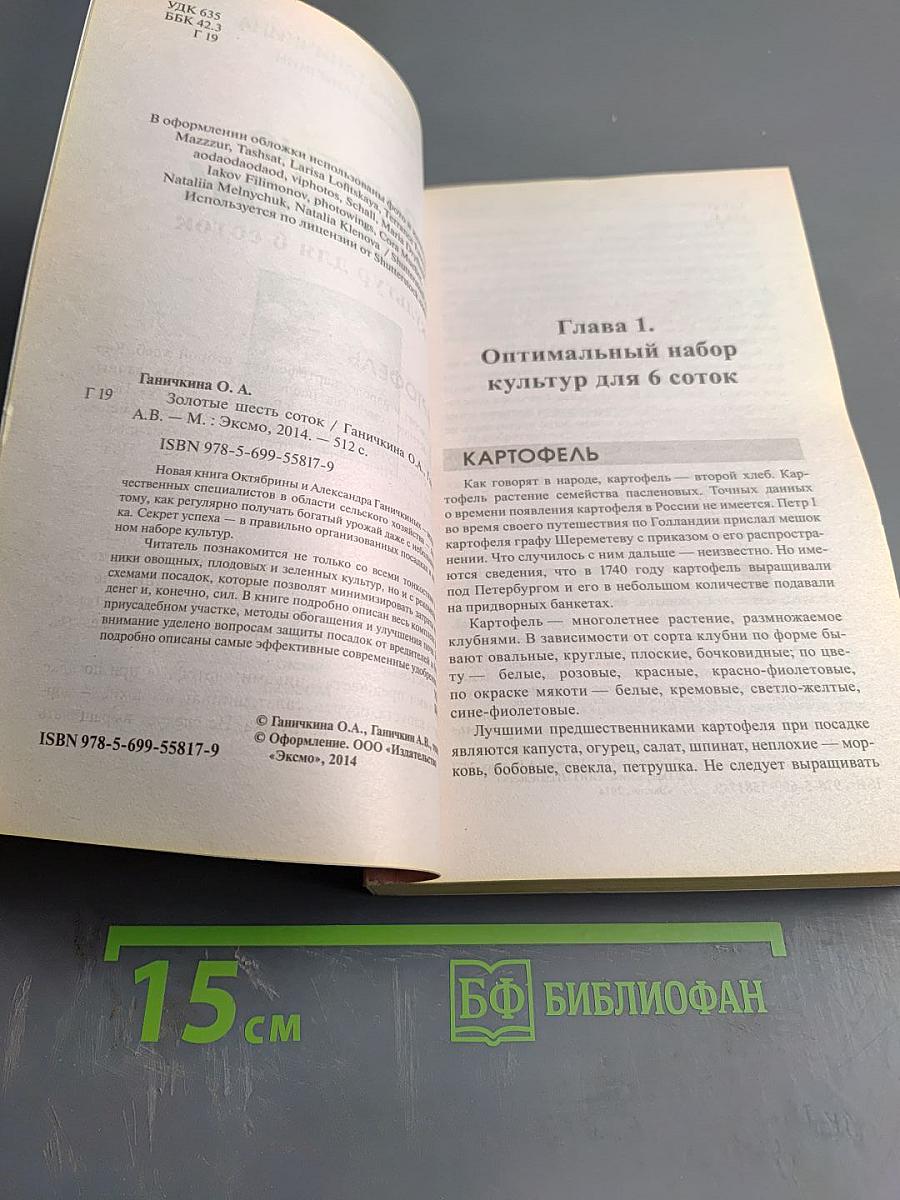 УДК 635
ББК 42.3
Г 19
В оформлении обложки использованы фото
Mazzzur, Tashsat, Larisa Lofitskaya,
aodaodaodaod, viphotos, Schall, Maria
Iakov Filimonov, photowings, Cora
Nataliia Melnychuk, Natalia Klenova / Shutterstock
Используется по лицензии от Shutterstock
Ганичкина О. А.
Г 19
Золотые шесть соток / Ганичкина О.А.,
А.В. — М. : Эксмо, 2014. — 512 с.
ISBN 978-5-699-55817-9
Новая книга Октябрины и Александра Ганичкиных
чественных специалистов в области сельского хозяйства
тому, как регулярно получать богатый урожай даже с
ка. Секрет успеха — в правильно организованных посадках
ном наборе культур.
Читатель познакомится не только со всеми
ники овощных, плодовых и зеленных культур, но и с
схемами посадок, которые позволят минимизировать затраты
денег и, конечно, сил. В книге подробно описан весь
приусадебном участке, методы обогащения и улучшения
внимание уделено вопросам защиты посадок от вредителей и
подробно описаны самые эффективные современные
© Ганичкина О.А., Ганичкин А.В.,
© Оформление. ООО «Издательство
«Эксмо», 2014
ISBN 978-5-699-55817-9
Глава 1.
Оптимальный набор
культур для 6 соток
КАРТОФЕЛЬ
Как говорят в народе, картофель — второй хлеб. Кар-
тофель растение семейства пасленовых. Точных данных
о времени появления картофеля в России не имеется. Петр I
во время своего путешествия по Голландии прислал мешок
картофеля графу Шереметеву с приказом о его распростра-
нении. Что случилось с ним дальше — неизвестно. Но име-
ются сведения, что в 1740 году картофель выращивали
под Петербургом и его в небольшом количестве подавали
на придворных банкетах.
Картофель — многолетнее растение, размножаемое
клубнями. В зависимости от сорта клубни по форме бы-
вают овальные, круглые, плоские, бочковидные; по цве-
ту — белые, розовые, красные, красно-фиолетовые,
по окраске мякоти — белые, кремовые, светло-желтые,
сине-фиолетовые.
Лучшими предшественниками картофеля при посадке
являются капуста, огурец, салат, шпинат, неплохие — мор-
ковь, бобовые, свекла, петрушка. Не следует выращивать
15 см
БФ БИБЛИОФАН